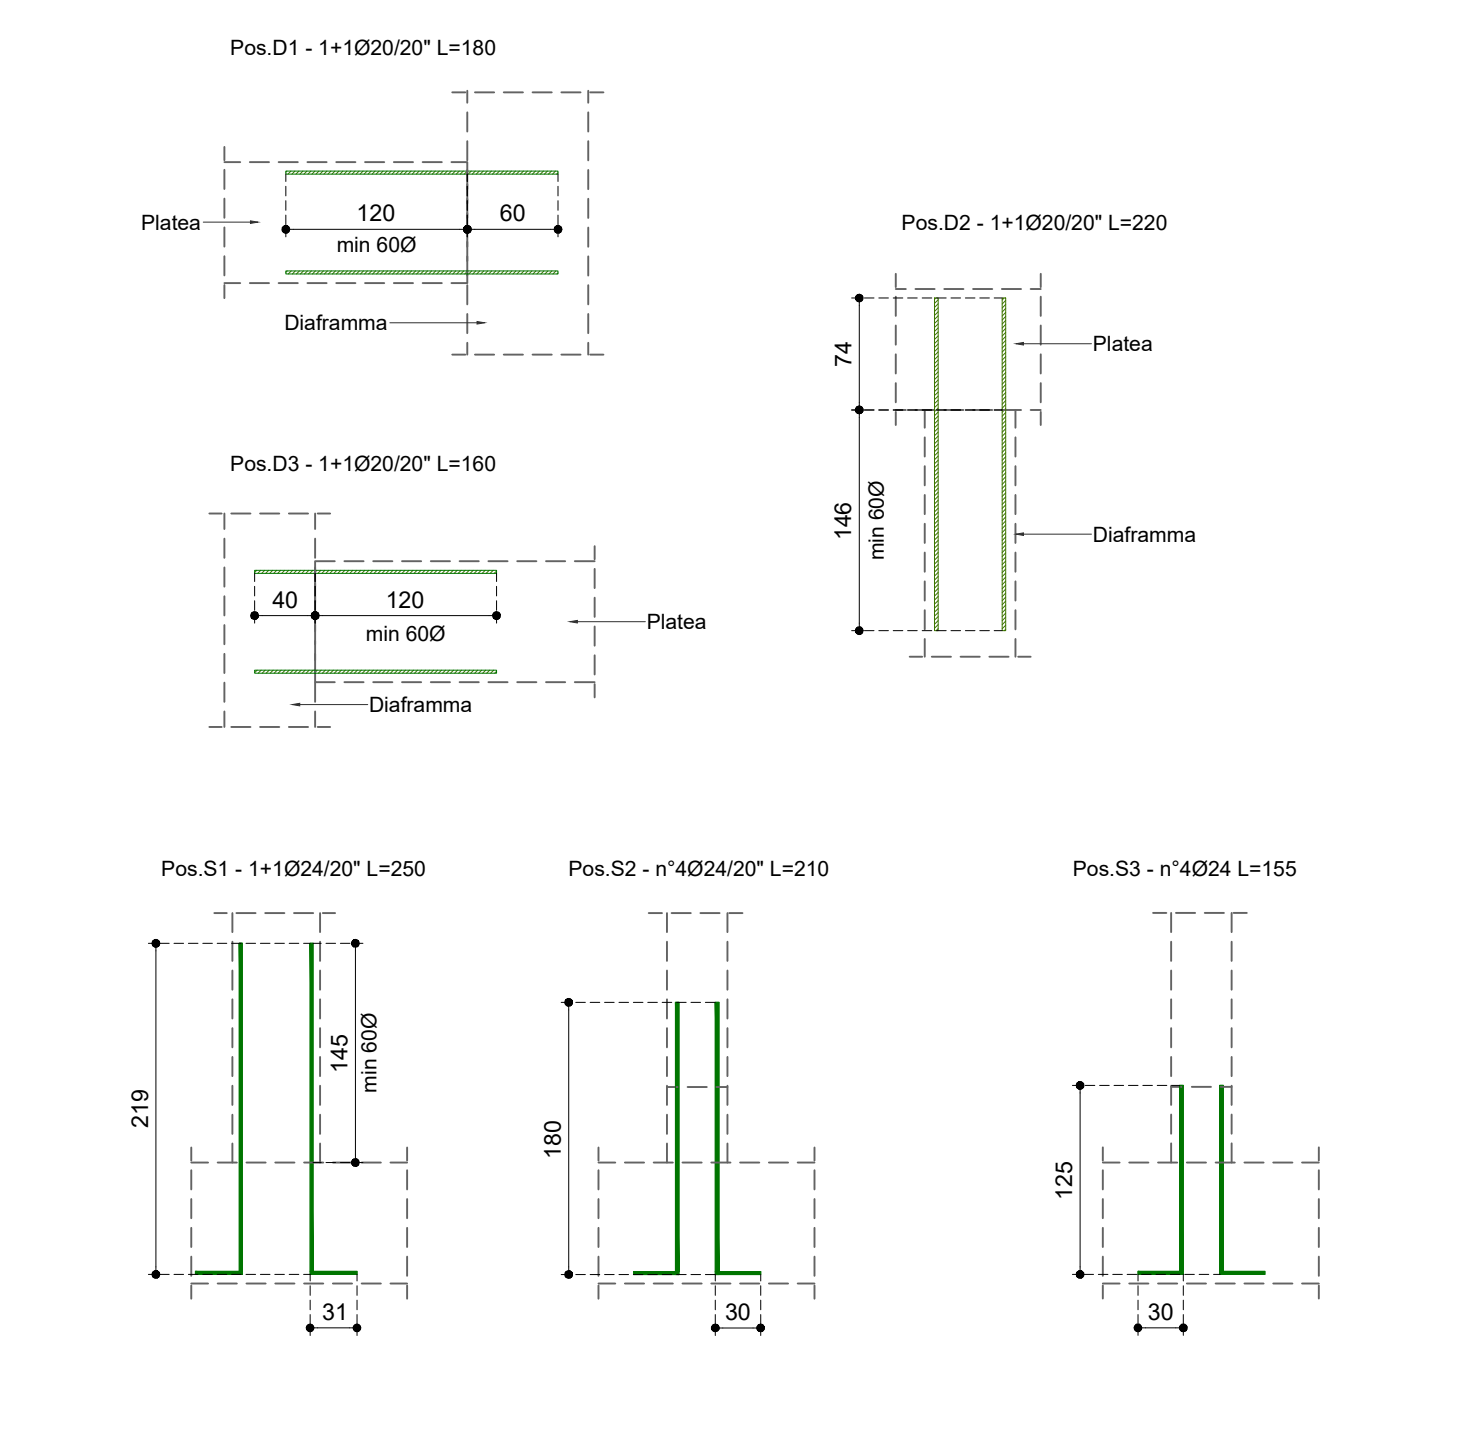 Pos.D1 - 1+1Ø20/20" L=180
Platea
120
60
min 60Ø
Diaframma
Pos.D2 - 1+1Ø20/20" L=220
74
Platea
146
min 60Ø
Diaframma
Pos.D3 - 1+1Ø20/20" L=160
40
120
min 60Ø
Platea
Diaframma
Pos.S1 - 1+1Ø24/20" L=250
219
145
min 60Ø
31
Pos.S2 - n°4Ø24/20" L=210
180
30
Pos.S3 - n°4Ø24 L=155
125
30